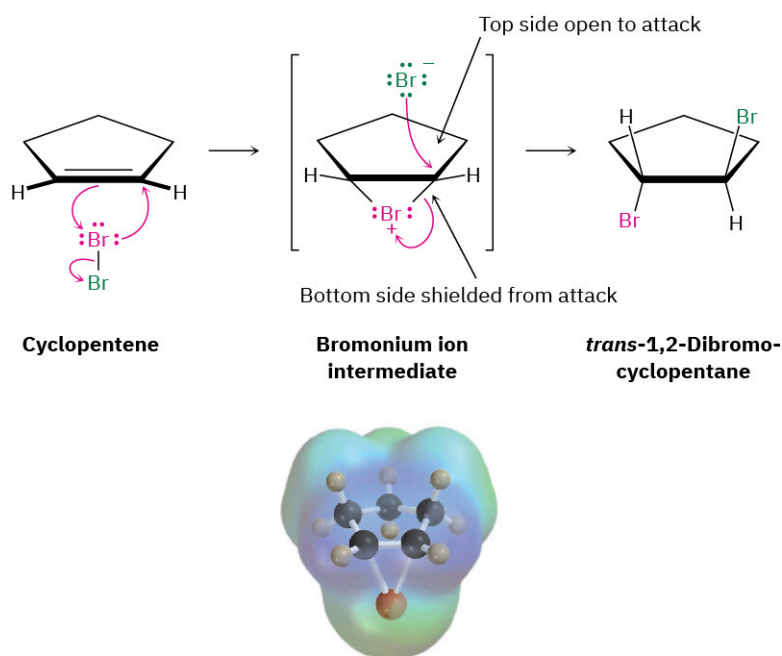 Top side open to attack
Br
−
H
H
Br
Br
H
H
Br
+
H
Br
Br
H
Bottom side shielded from attack
Cyclopentene
Bromonium ion
intermediate
trans-1,2-Dibromo-
cyclopentane